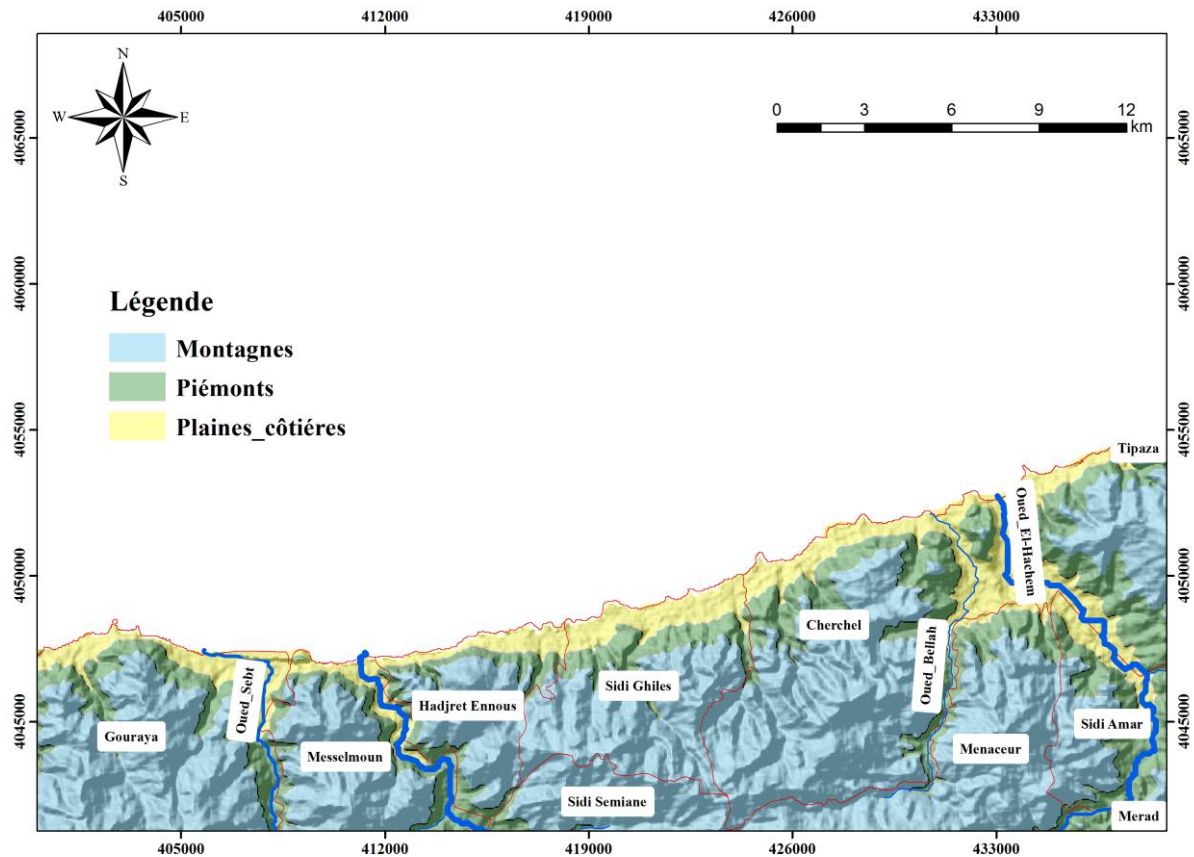 405000 412000 419000 426000 433000
N
W E
S
0 3 6 9 12
km
4065000 4065000
4060000 4060000
Légende
Montagnes
Piémonts
Plaines_côtiéres
4055000 4055000
Tipaza
Oued_El-Hachem
4050000 4050000
Cherchel
Oued_Bellah
Sidi Ghiles
Oued_Sebt
Hadjret Ennous
4045000 4045000
Gouraya
Messelmoun
Menaceur
Sidi Amar
Sidi Semiane
Merad
405000 412000 419000 426000 433000